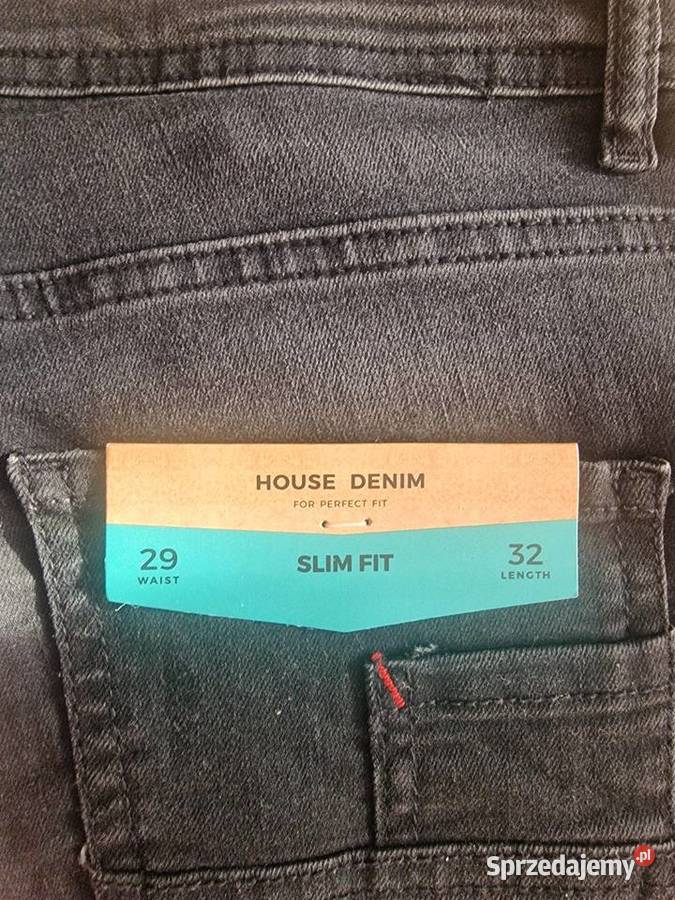 HOUSE DENIM
FOR PERFECT FIT
29 SLIM FIT 32
WAIST LENGTH
Sprzedajemy.pl